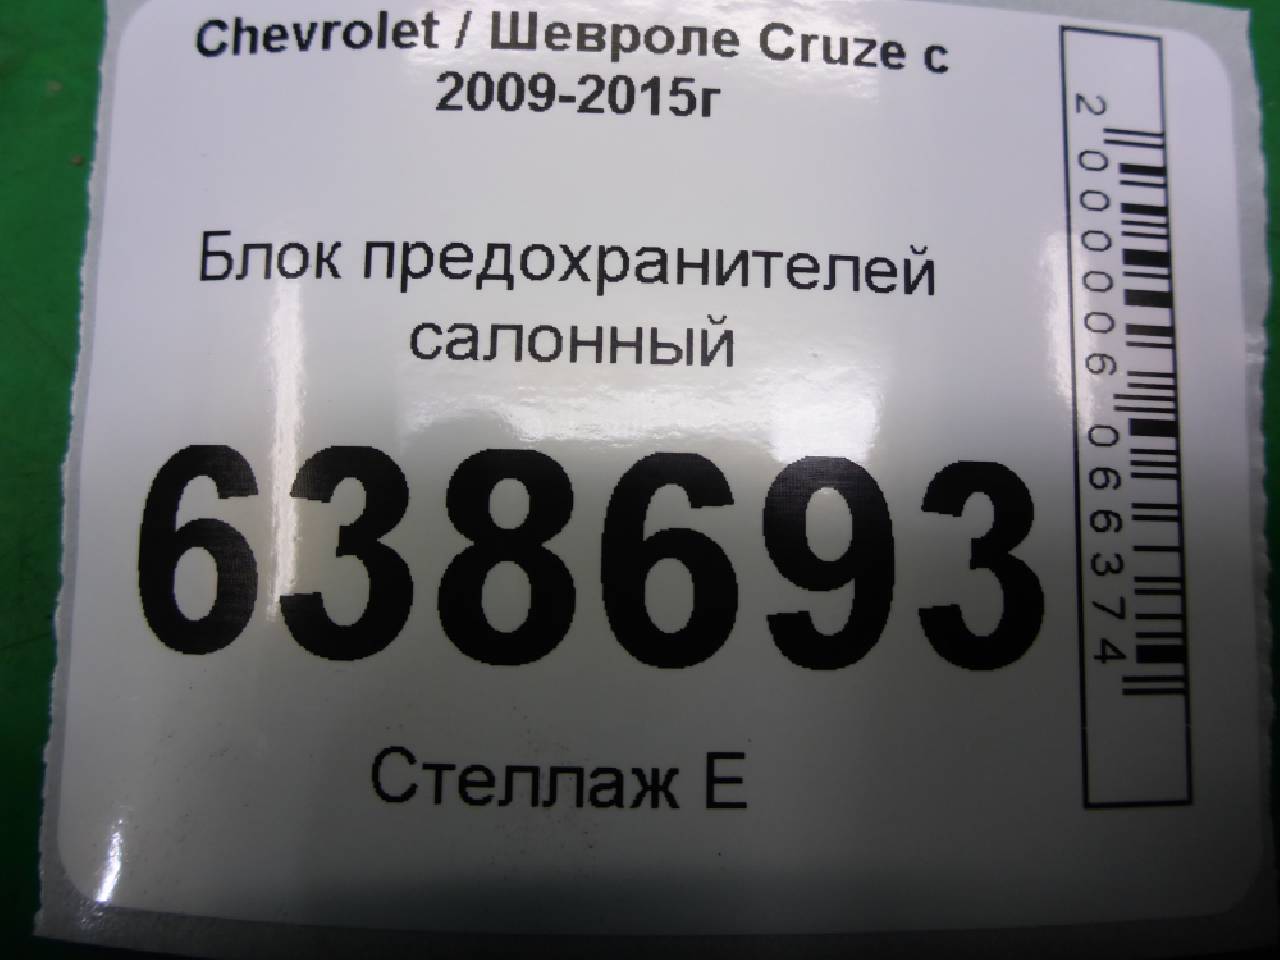 Chevrolet / Шевроле Cruze с
2009-2015г
Блок предохранителей
салонный
638693
Стеллаж Е
2000006066374